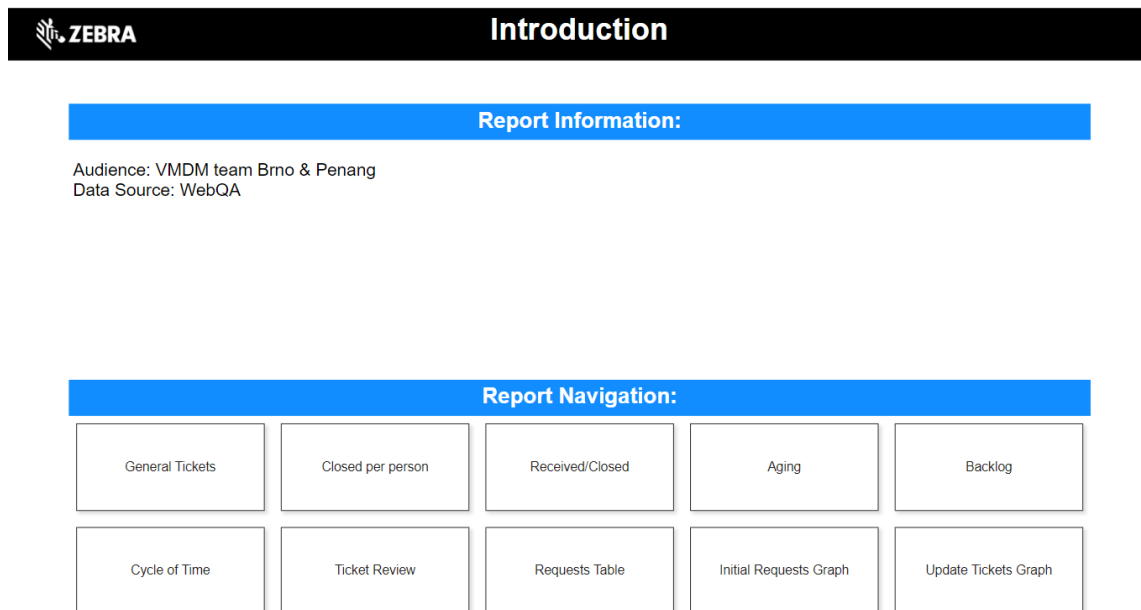 ZEBRA
Introduction
Report Information:
Audience: VMDM team Brno & Penang
Data Source: WebQA
Report Navigation:
General Tickets
Closed per person
Received/Closed
Aging
Backlog
Cycle of Time
Ticket Review
Requests Table
Initial Requests Graph
Update Tickets Graph